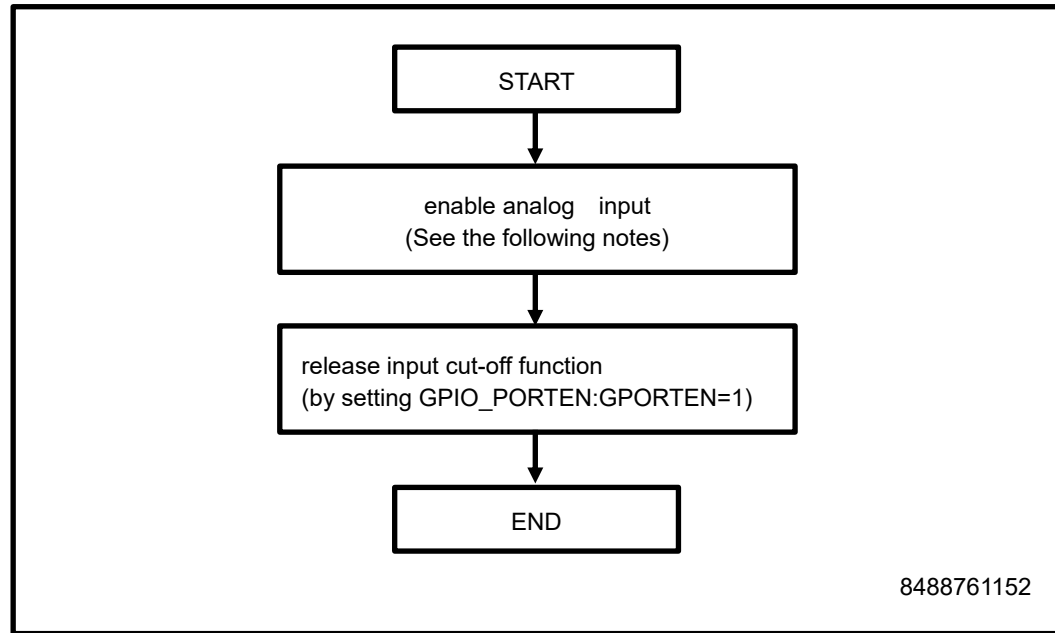 START
enable analog input
(See the following notes)
release input cut-off function
(by setting GPIO_PORTEN:GPORTEN=1)
END
8488761152